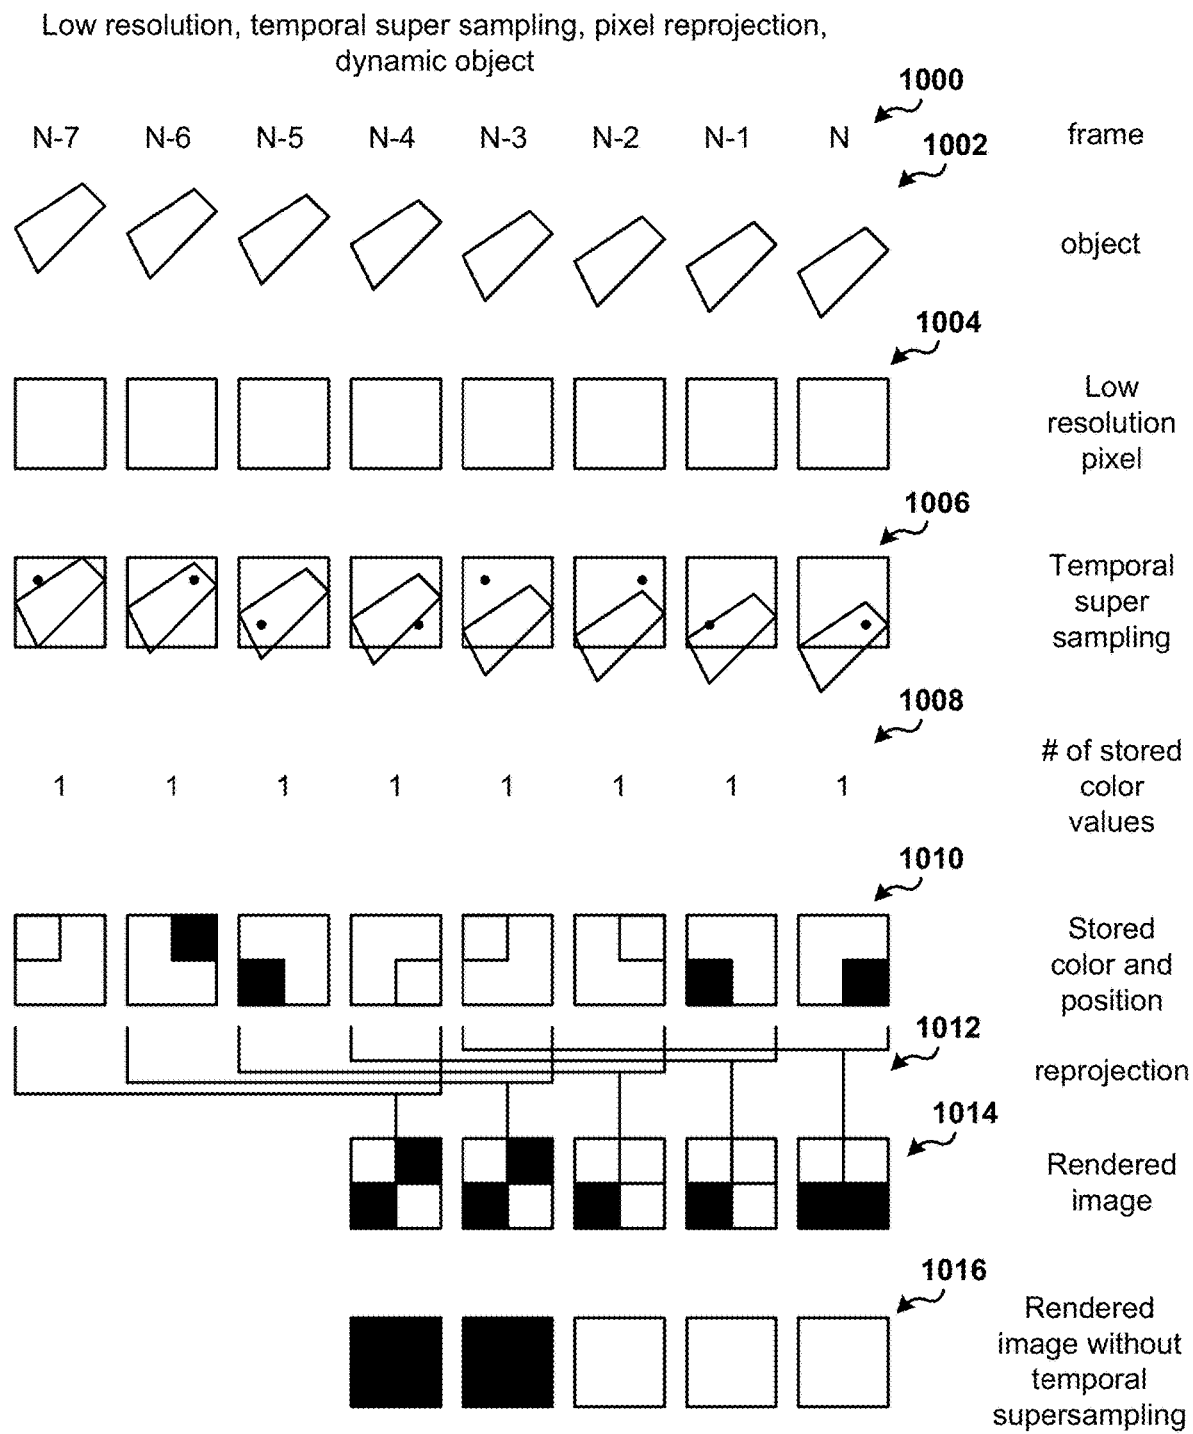 Low resolution, temporal super sampling, pixel reprojection,
dynamic object
1000
N-7 N-6 N-5 N-4 N-3 N-2 N-1 N frame
1002
object
1004
Low
resolution
pixel
1006
Temporal
super
sampling
1008
# of stored
1 1 1 1 1 1 1 1 color
values
1010
Stored
color and
position
1012
reprojection
1014
Rendered
image
1016
Rendered
image without
temporal
supersampling